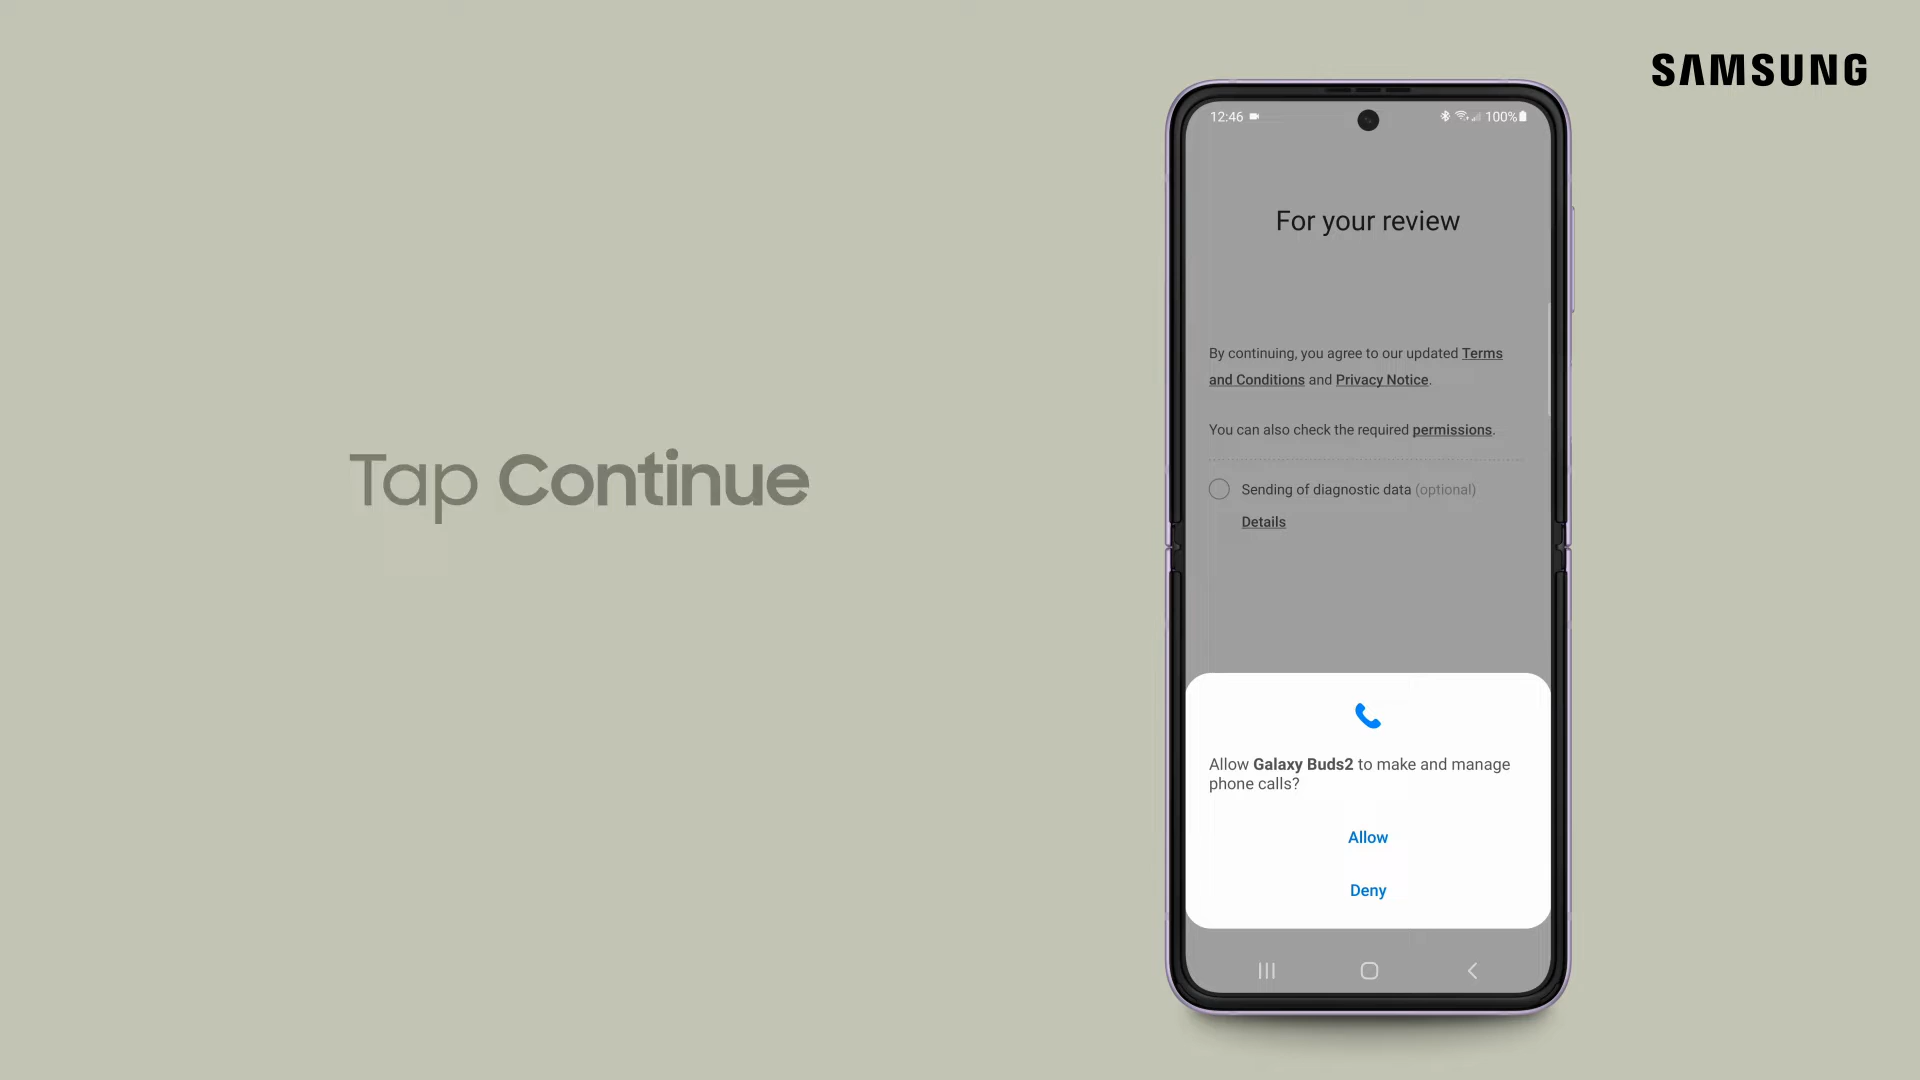 SAMSUNG
Tap Continue
12:46
100%
For your review
By continuing, you agree to our updated Terms
and Conditions and Privacy Notice.
You can also check the required permissions.
Sending of diagnostic data (optional)
Details
Allow Galaxy Buds2 to make and manage
phone calls?
Allow
Deny